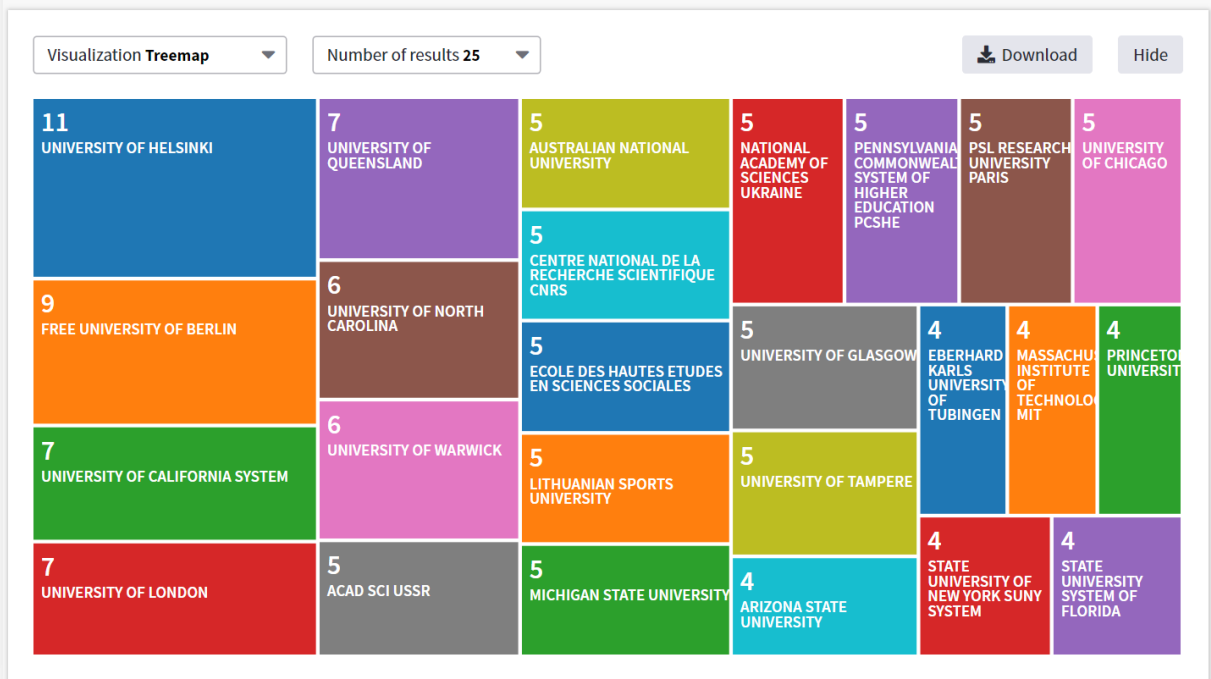 Visualization Treemap
Number of results 25
Download
Hide
11
UNIVERSITY OF HELSINKI
9
FREE UNIVERSITY OF BERLIN
7
UNIVERSITY OF CALIFORNIA SYSTEM
7
UNIVERSITY OF LONDON
7
UNIVERSITY OF
QUEENSLAND
6
UNIVERSITY OF NORTH
CAROLINA
6
UNIVERSITY OF WARWICK
5
ACAD SCI USSR
5
AUSTRALIAN NATIONAL
UNIVERSITY
5
CENTRE NATIONAL DE LA
RECHERCHE SCIENTIFIQUE
CNRS
5
ECOLE DES HAUTES ETUDES
EN SCIENCES SOCIALES
5
LITHUANIAN SPORTS
UNIVERSITY
5
MICHIGAN STATE UNIVERSITY
5
NATIONAL
ACADEMY OF
SCIENCES
UKRAINE
5
PENNSYLVANIA
COMMONWEAL
SYSTEM OF
HIGHER
EDUCATION
PCSHE
5
PSL RESEARCH
UNIVERSITY
PARIS
5
UNIVERSITY
OF CHICAGO
5
UNIVERSITY OF GLASGOW
5
UNIVERSITY OF TAMPERE
4
ARIZONA STATE
UNIVERSITY
4
EBERHARD
KARLS
UNIVERSITY
OF
TUBINGEN
4
MASSACHU
INSTITUTE
OF
TECHNOLO
MIT
4
PRINCETO
UNIVERSIT
4
STATE
UNIVERSITY OF
NEW YORK SUNY
SYSTEM
4
STATE
UNIVERSITY
SYSTEM OF
FLORIDA